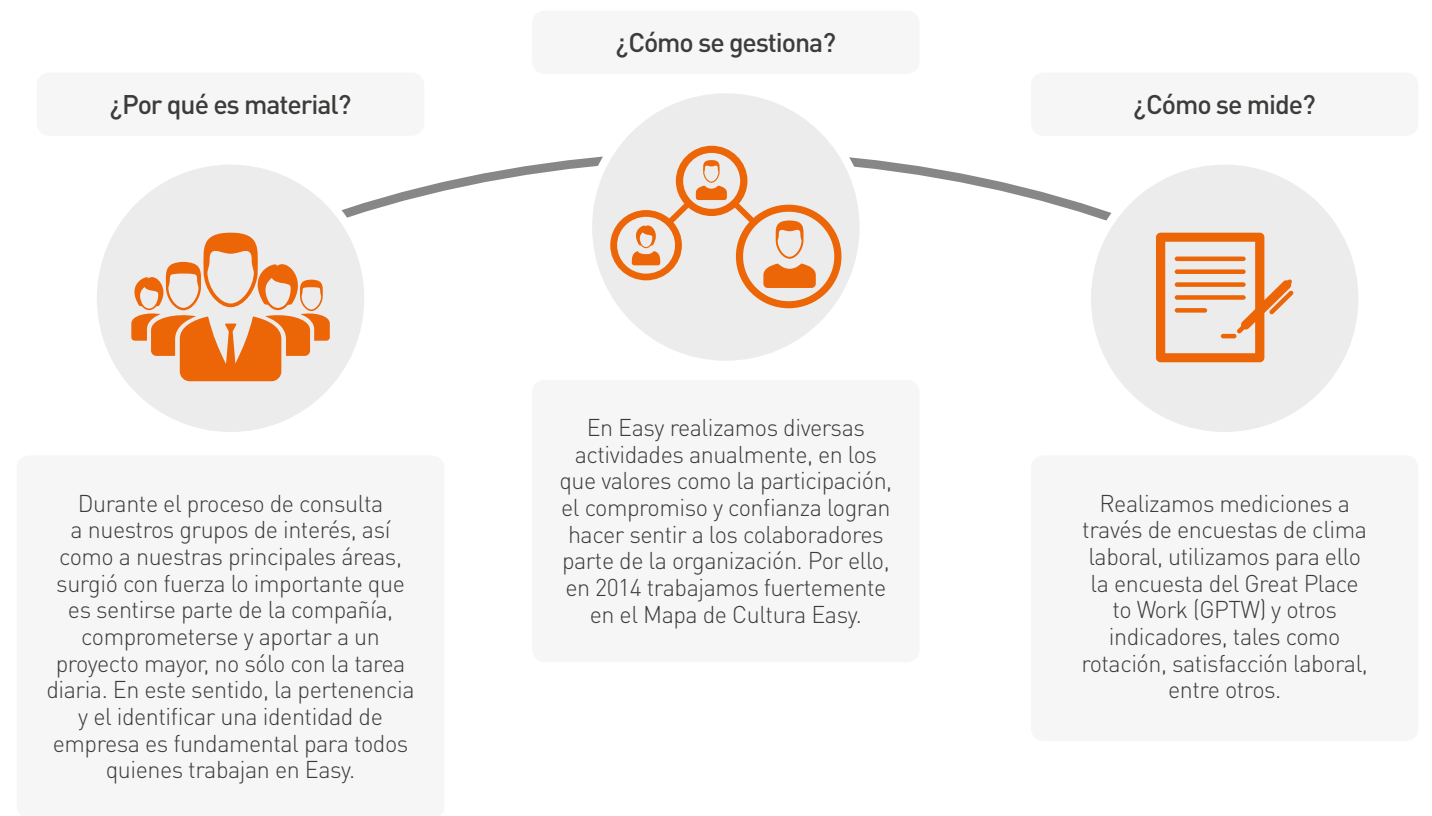 ¿Por qué es material?
Durante el proceso de consulta
a nuestros grupos de interés, así
como a nuestras principales áreas,
surgió con fuerza lo importante que
es sentirse parte de la compañía,
comprometerse y aportar a un
proyecto mayor, no sólo con la tarea
diaria. En este sentido, la pertenencia
y el identificar una identidad de
empresa es fundamental para todos
quienes trabajan en Easy.
¿Cómo se gestiona?
En Easy realizamos diversas
actividades anualmente, en los
que valores como la participación,
el compromiso y confianza logran
hacer sentir a los colaboradores
parte de la organización. Por ello,
en 2014 trabajamos fuertemente
en el Mapa de Cultura Easy.
¿Cómo se mide?
Realizamos mediciones a
través de encuestas de clima
laboral, utilizamos para ello
la encuesta del Great Place
to Work (GPTW) y otros
indicadores, tales como
rotación, satisfacción laboral,
entre otros.